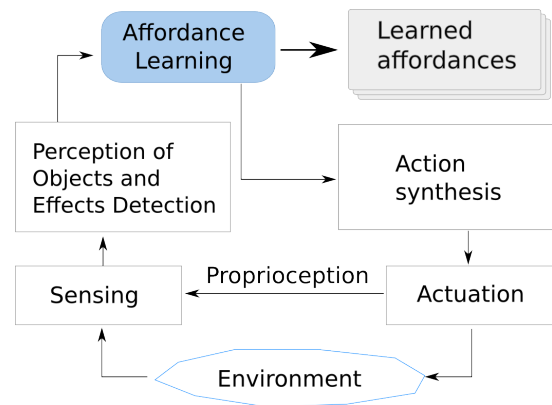 Affordance
Learning
Learned
affordances
Perception of
Objects and
Effects Detection
Action
synthesis
Proprioception
Sensing
Actuation
Environment